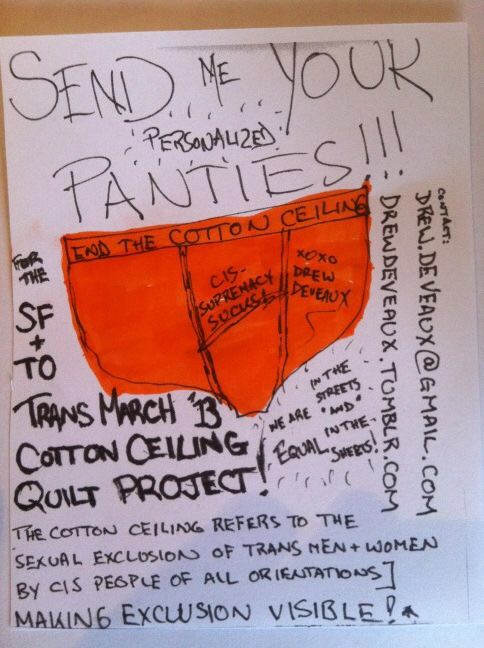 SEND ME YOUR
PERSONALIZED
PANTIES!!!
END THE COTTON CEILING
CIS-
SUPREMACY
SUCKS!
XOXO
DREW
DEVEAUX
FOR
THE
SF
+
TO
TRANS MARCH '13
COTTON CEILING
QUILT PROJECT!
WE ARE
EQUAL
IN THE
STREETS
"AND"
IN THE
SHEETS!
CONTACT:
DREW.DEVEAUX@GMAIL.COM
DREWDEVEAUX.TUMBLR.COM
THE COTTON CEILING REFERS TO THE
SEXUAL EXCLUSION OF TRANS MEN + WOMEN
BY CIS PEOPLE OF ALL ORIENTATIONS]
MAKING EXCLUSION VISIBLE!